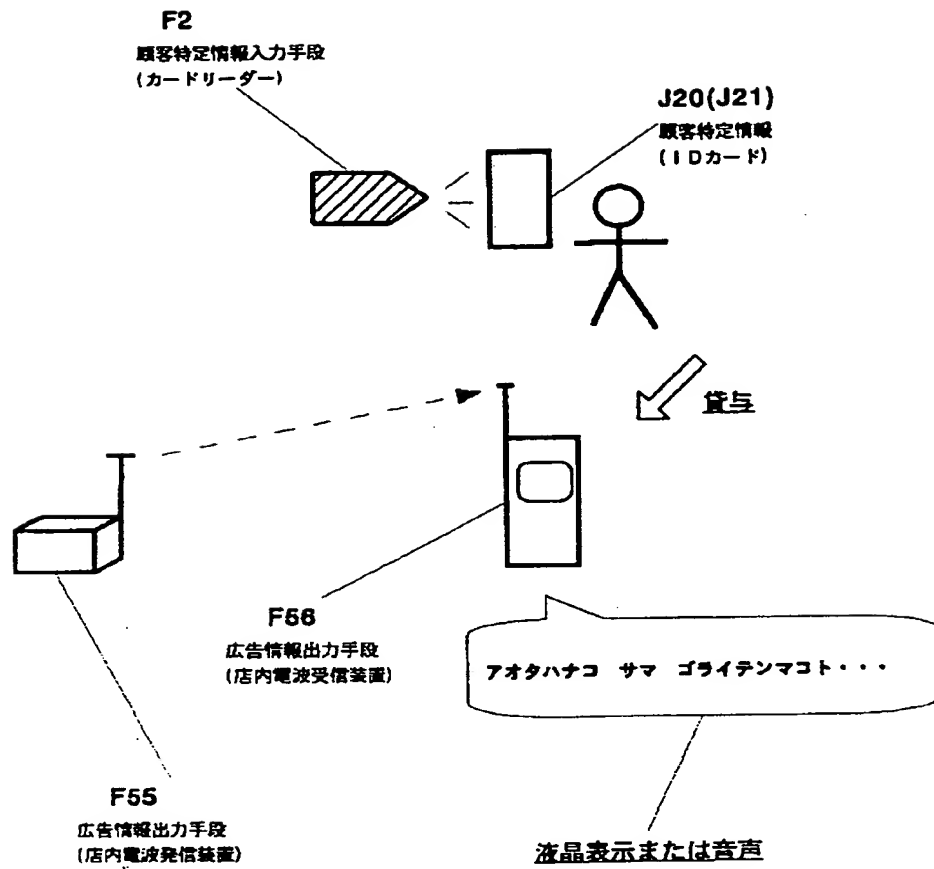 F2
顧客特定情報入力手段
(カードリーダー)
J20(J21)
顧客特定情報
(IDカード)
貸与
F56
広告情報出力手段
(店内電波受信装置)
アオタハナコ サマ ゴライテンマコト・・・
F55
広告情報出力手段
(店内電波発信装置)
液晶表示または音声